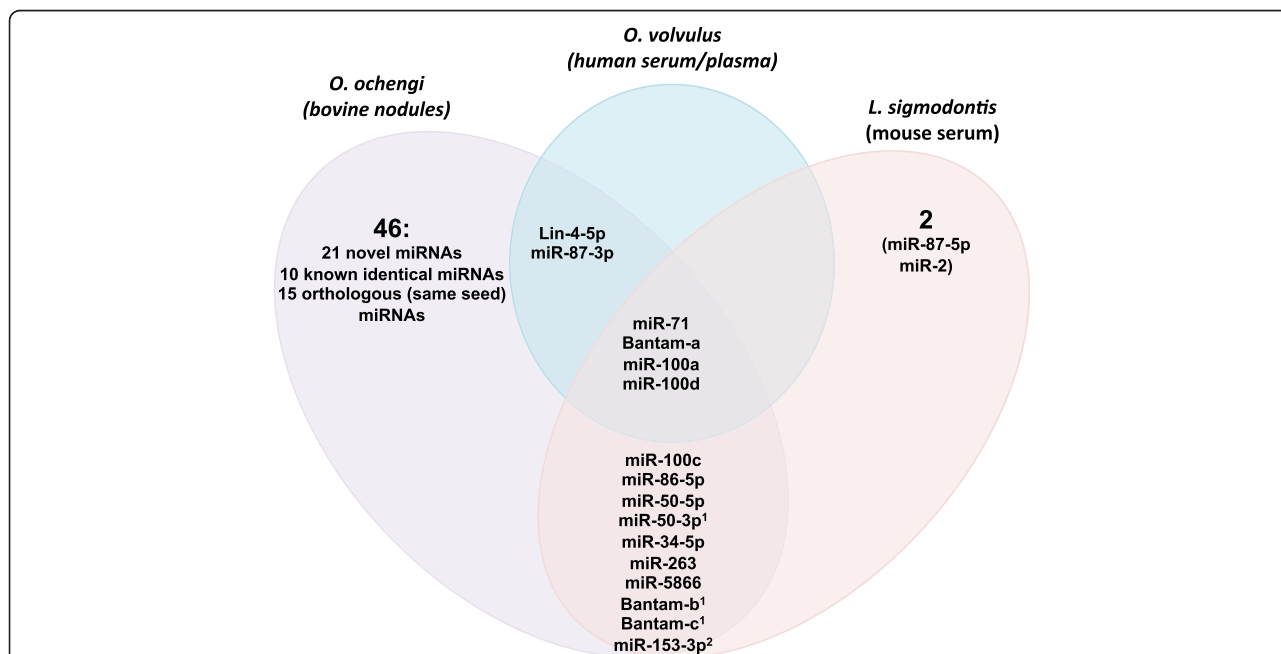 O. volvulus
(human serum/plasma)
O. ochengi
(bovine nodules)
L. sigmodontis
(mouse serum)
46:
21 novel miRNAs
10 known identical miRNAs
15 orthologous (same seed)
miRNAs
Lin-4-5p
miR-87-3p
2
(miR-87-5p
miR-2)
miR-71
Bantam-a
miR-100a
miR-100d
miR-100c
miR-86-5p
miR-50-5p
miR-50-3p¹
miR-34-5p
miR-263
miR-5866
Bantam-b¹
Bantam-c¹
miR-153-3p²